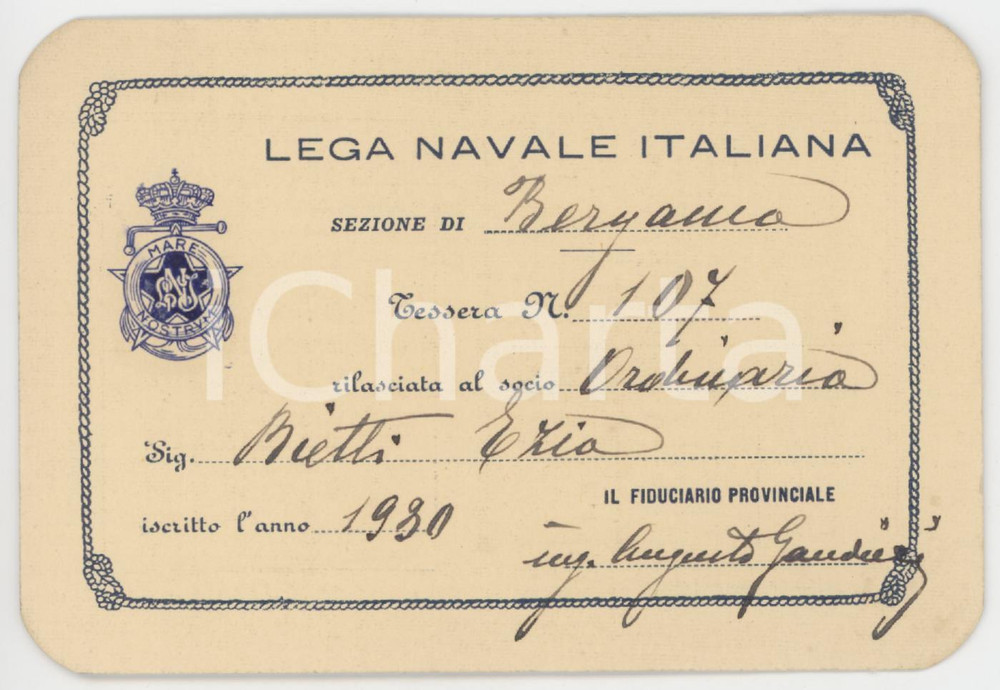 LEGA NAVALE ITALIANA
SEZIONE DI Bergamo
MARE
NOSTRVM
Tessera N. 107
rilasciata al socio Ordinario
Sig. Bietti Ezio
IL FIDUCIARIO PROVINCIALE
iscritto l'anno 1930
ing. Augusto
iCharta